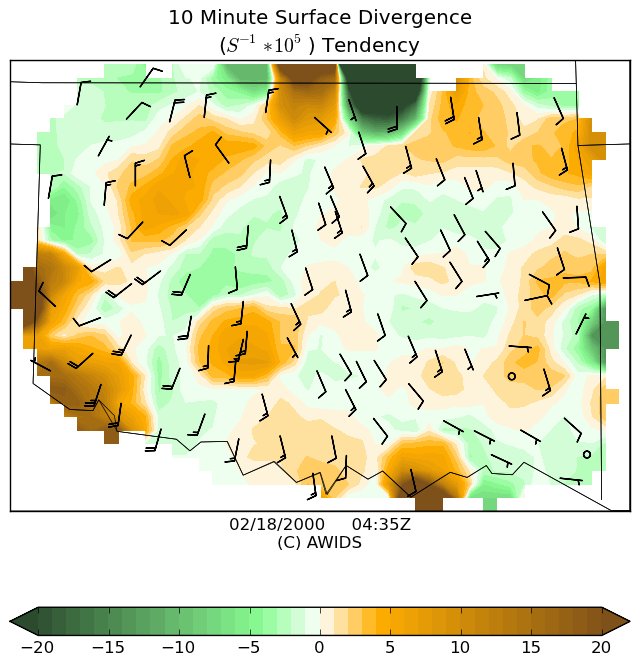 10 Minute Surface Divergence
(S⁻¹ ∗ 10⁵ ) Tendency
02/18/2000 04:35Z
(C) AWIDS
−20 −15 −10 −5 0 5 10 15 20